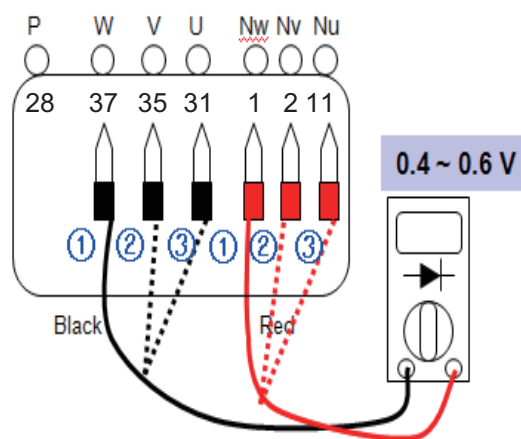 P W V U Nw Nv Nu
28 37 35 31 1 2 11
0.4 ~ 0.6 V
① ② ③ ① ② ③
Black Red